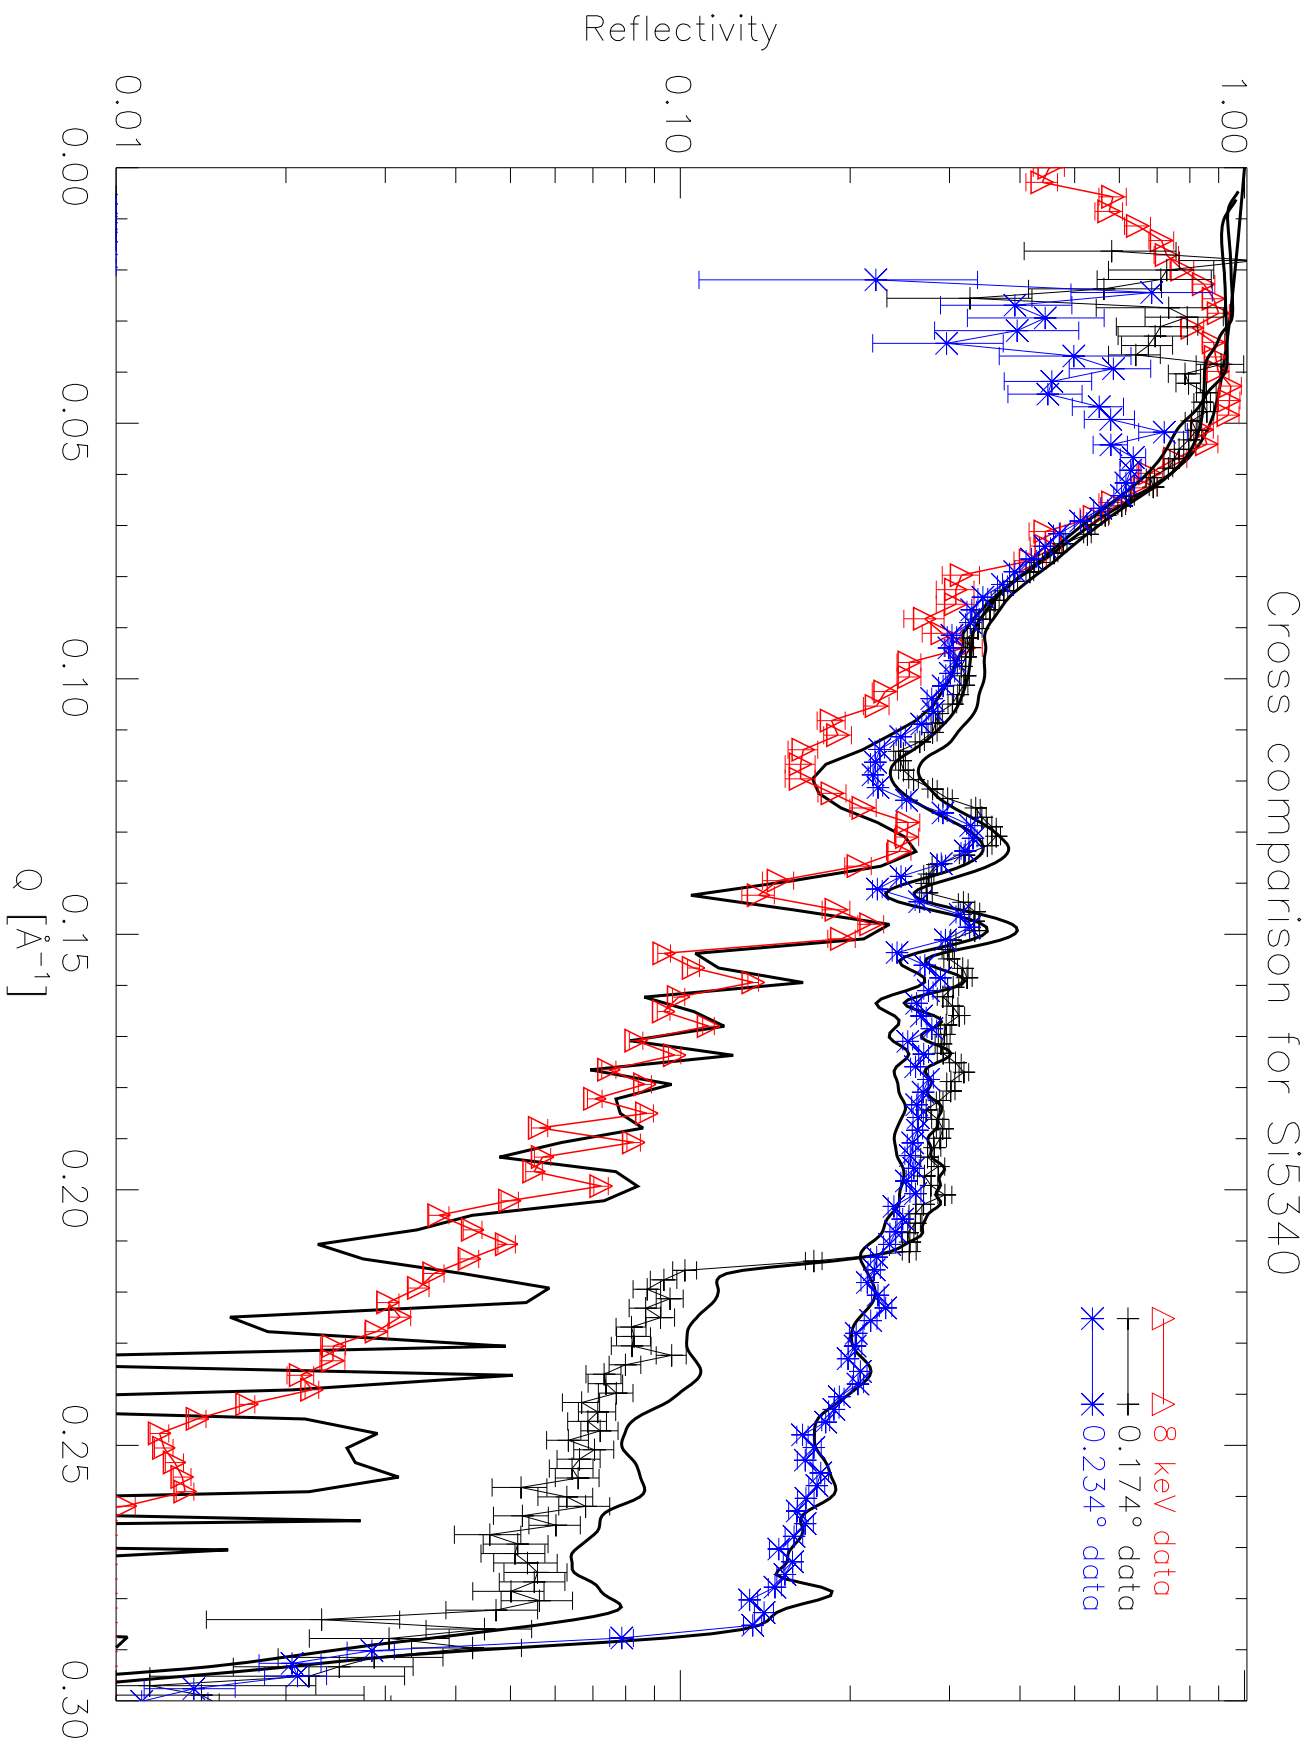 Cross comparison for Si5340
8 keV data
0.174° data
0.234° data
Reflectivity
1.00
0.10
0.01
0.00
0.05
0.10
0.15
0.20
0.25
0.30
Q [Å⁻¹]